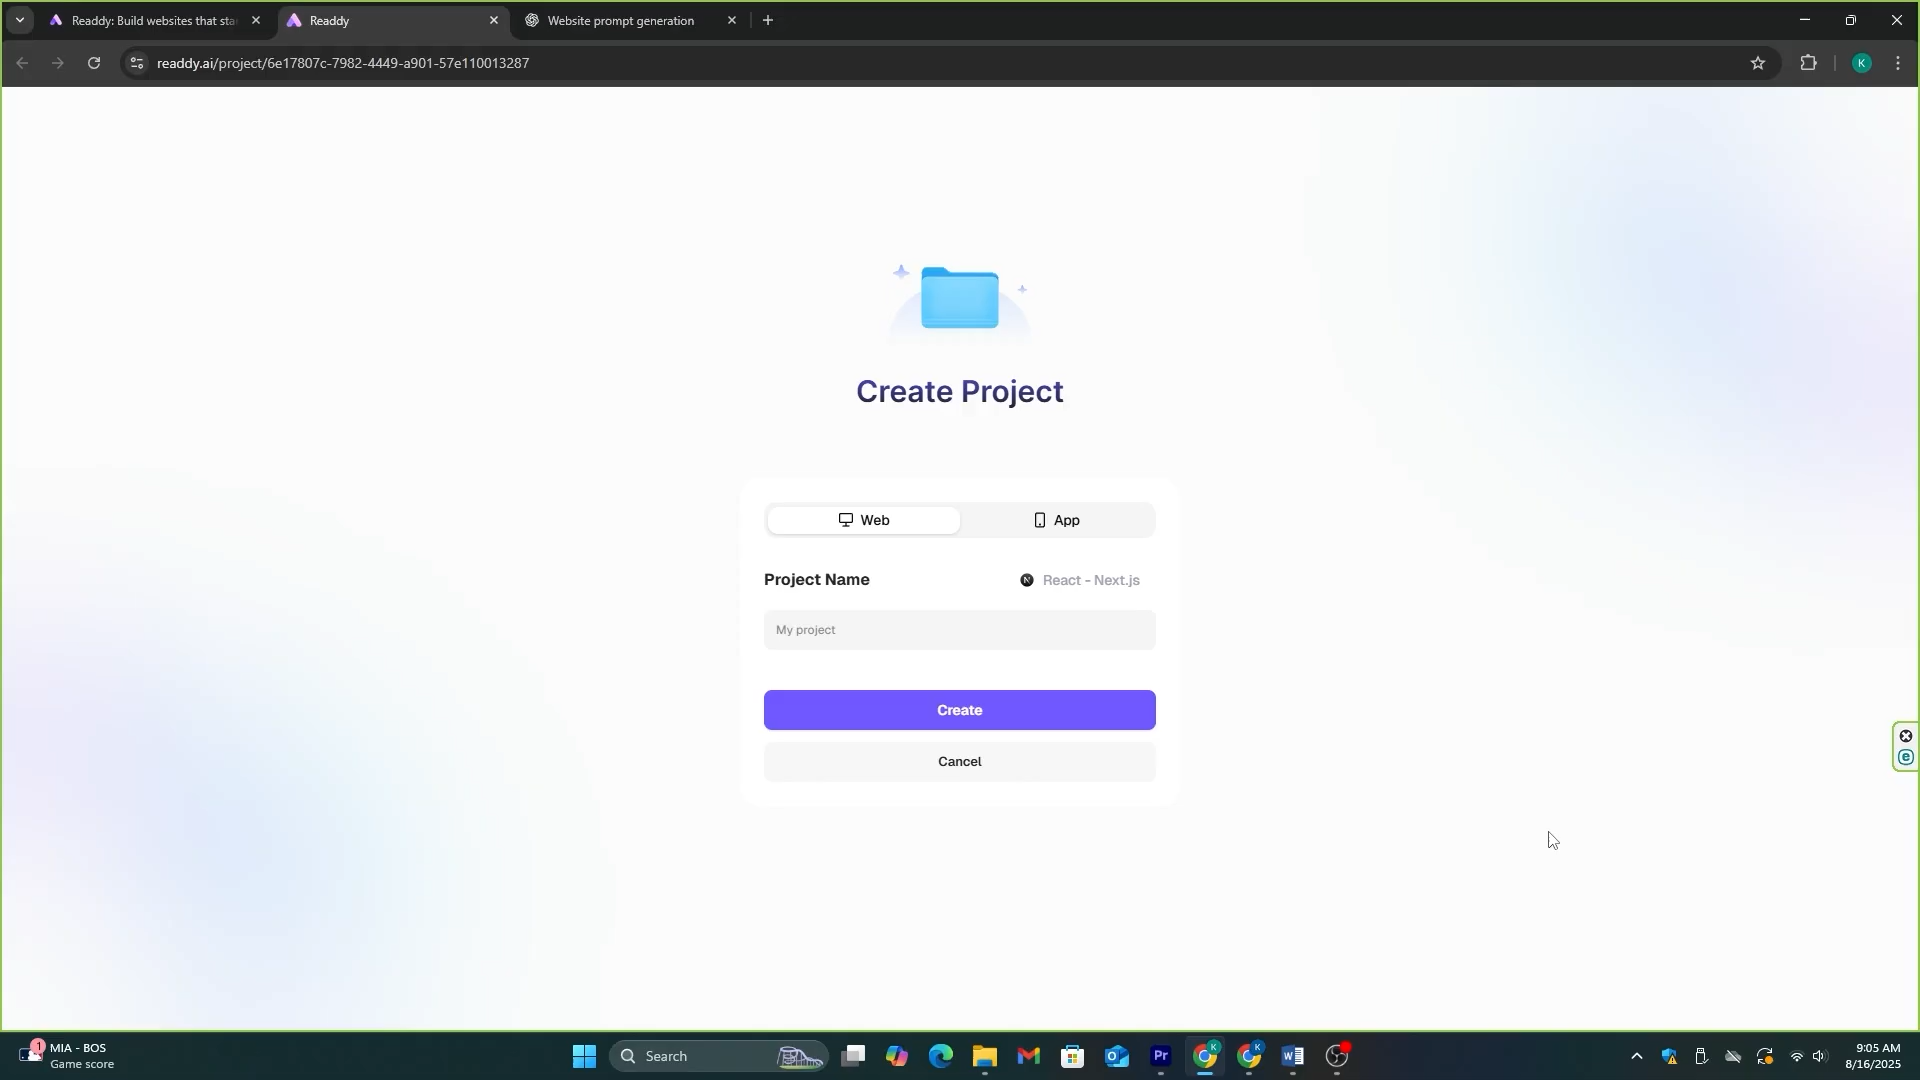 Readdy: Build websites that sta
Readdy
Website prompt generation
readdy.ai/project/6e17807c-7982-4449-a901-57e110013287
K
Create Project
Web
App
Project Name
N
React - Next.js
My project
Create
Cancel
e
1
MIA - BOS
Game score
Search
Pr
K
K
W
9:05 AM
8/16/2025